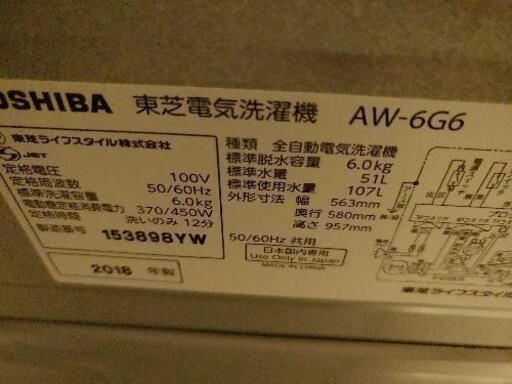 OSHIBA 東芝電気洗濯機 AW-6G6
東芝ライフスタイル株式会社
JET
定格電圧 100V
定格周波数 50/60Hz
標準洗濯容量 6.0kg
電動機定格消費電力 370/450W
定格時間 洗いのみ 12分
製造番号 153898YW
2018 年製
種類 全自動電気洗濯機
標準脱水容量 6.0kg
標準水量 51L
標準使用水量 107L
外形寸法 幅 563mm
奥行 580mm
高さ 957mm
50/60Hz 共用
日本国内専用
Use Only in Japan
MADE IN CHINA
東芝ライフスタイル